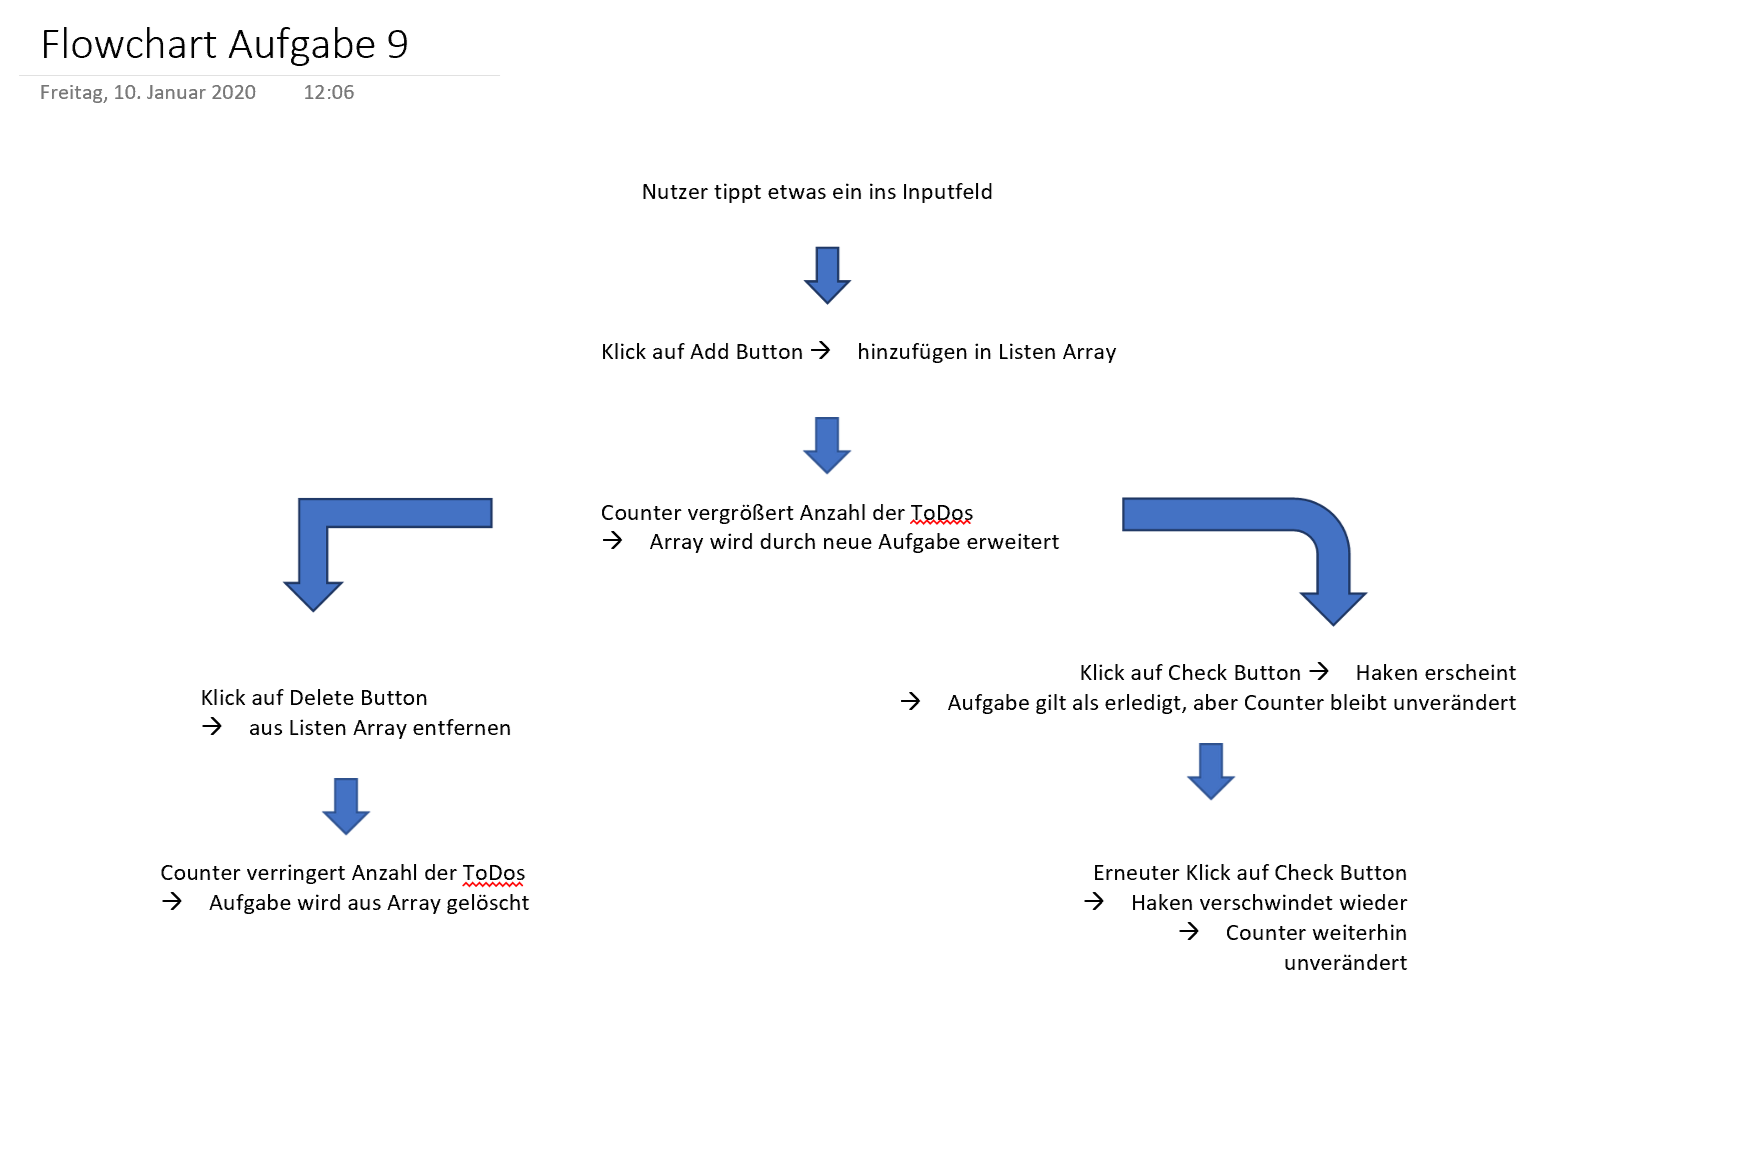 Flowchart Aufgabe 9
Freitag, 10. Januar 2020 12:06
Nutzer tippt etwas ein ins Inputfeld
Klick auf Add Button → hinzufügen in Listen Array
Counter vergrößert Anzahl der ToDos
→ Array wird durch neue Aufgabe erweitert
Klick auf Delete Button
→ aus Listen Array entfernen
Counter verringert Anzahl der ToDos
→ Aufgabe wird aus Array gelöscht
Klick auf Check Button → Haken erscheint
→ Aufgabe gilt als erledigt, aber Counter bleibt unverändert
Erneuter Klick auf Check Button
→ Haken verschwindet wieder
→ Counter weiterhin
unverändert